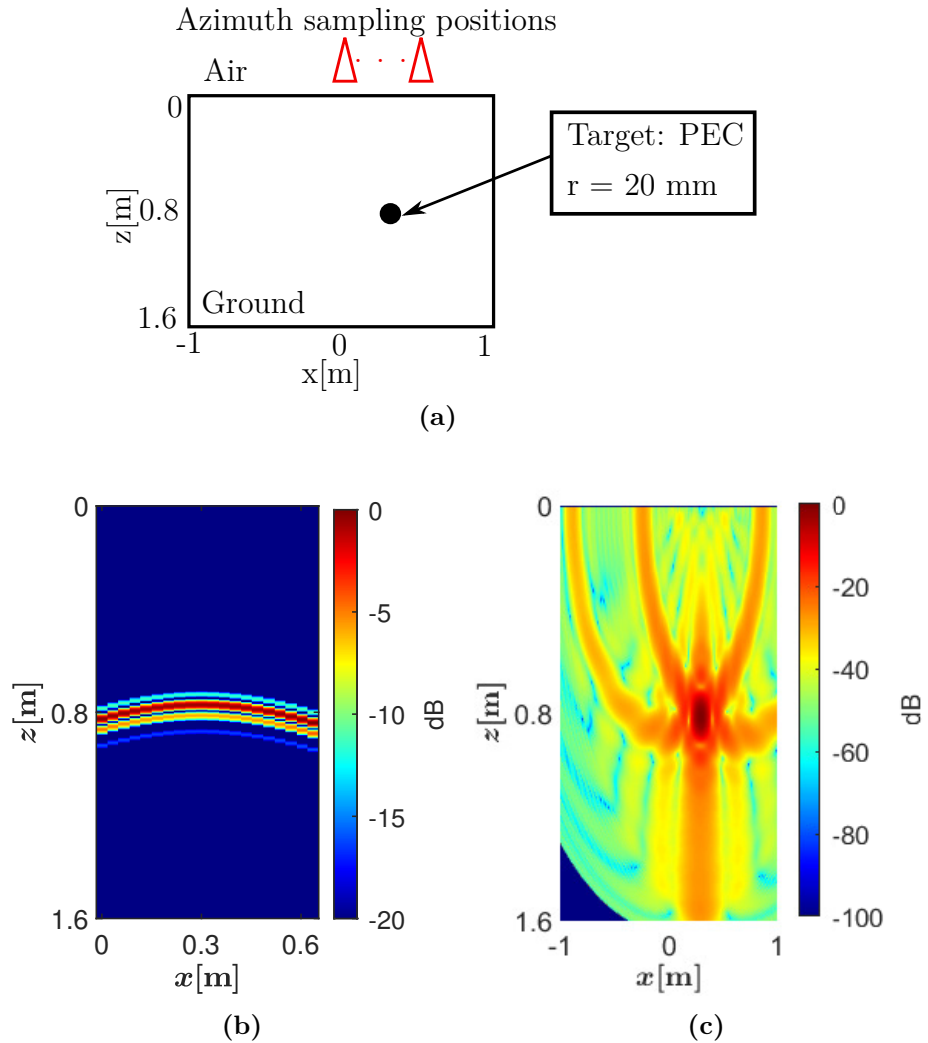 Azimuth sampling positions
Air
0
Target: PEC
r = 20 mm
z[m]
0.8
Ground
1.6
-1
0
1
x[m]
(a)
0
0.8
1.6
z[m]
0
0.3
0.6
x[m]
0
-5
-10
-15
-20
dB
(b)
0
0.8
1.6
z[m]
-1
0
1
x[m]
0
-20
-40
-60
-80
-100
dB
(c)